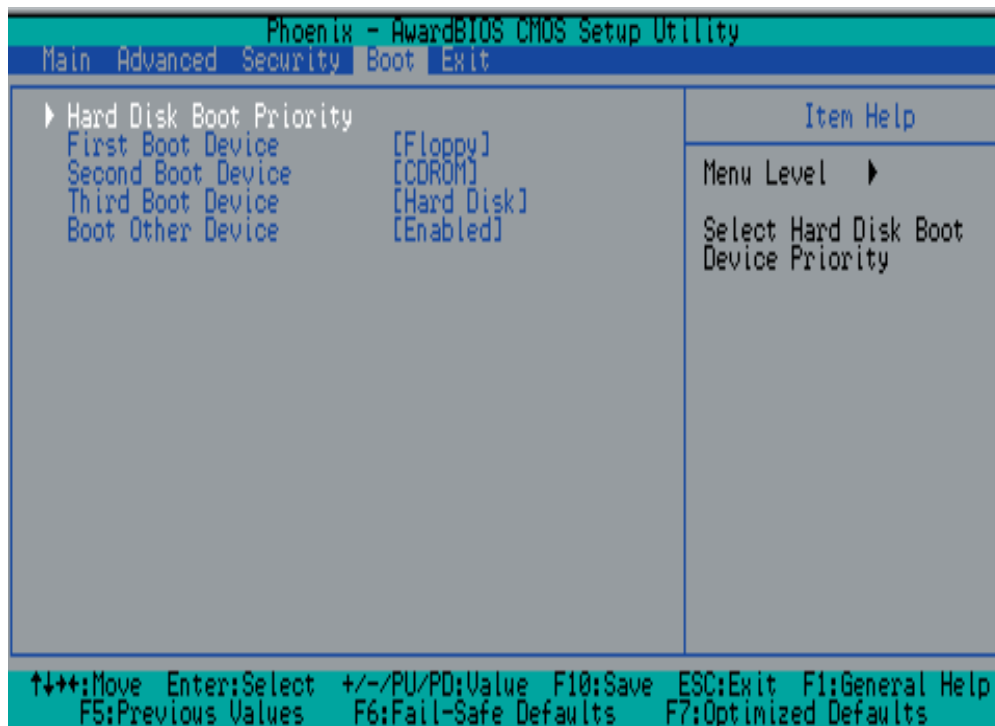 Phoenix - AwardBIOS CMOS Setup Utility
Main Advanced Security Boot Exit
Hard Disk Boot Priority
First Boot Device [Floppy]
Second Boot Device [CDROM]
Third Boot Device [Hard Disk]
Boot Other Device [Enabled]
Item Help
Menu Level
Select Hard Disk Boot
Device Priority
↑↓→←:Move Enter:Select +/-/PU/PD:Value F10:Save ESC:Exit F1:General Help
F5:Previous Values F6:Fail-Safe Defaults F7:Optimized Defaults